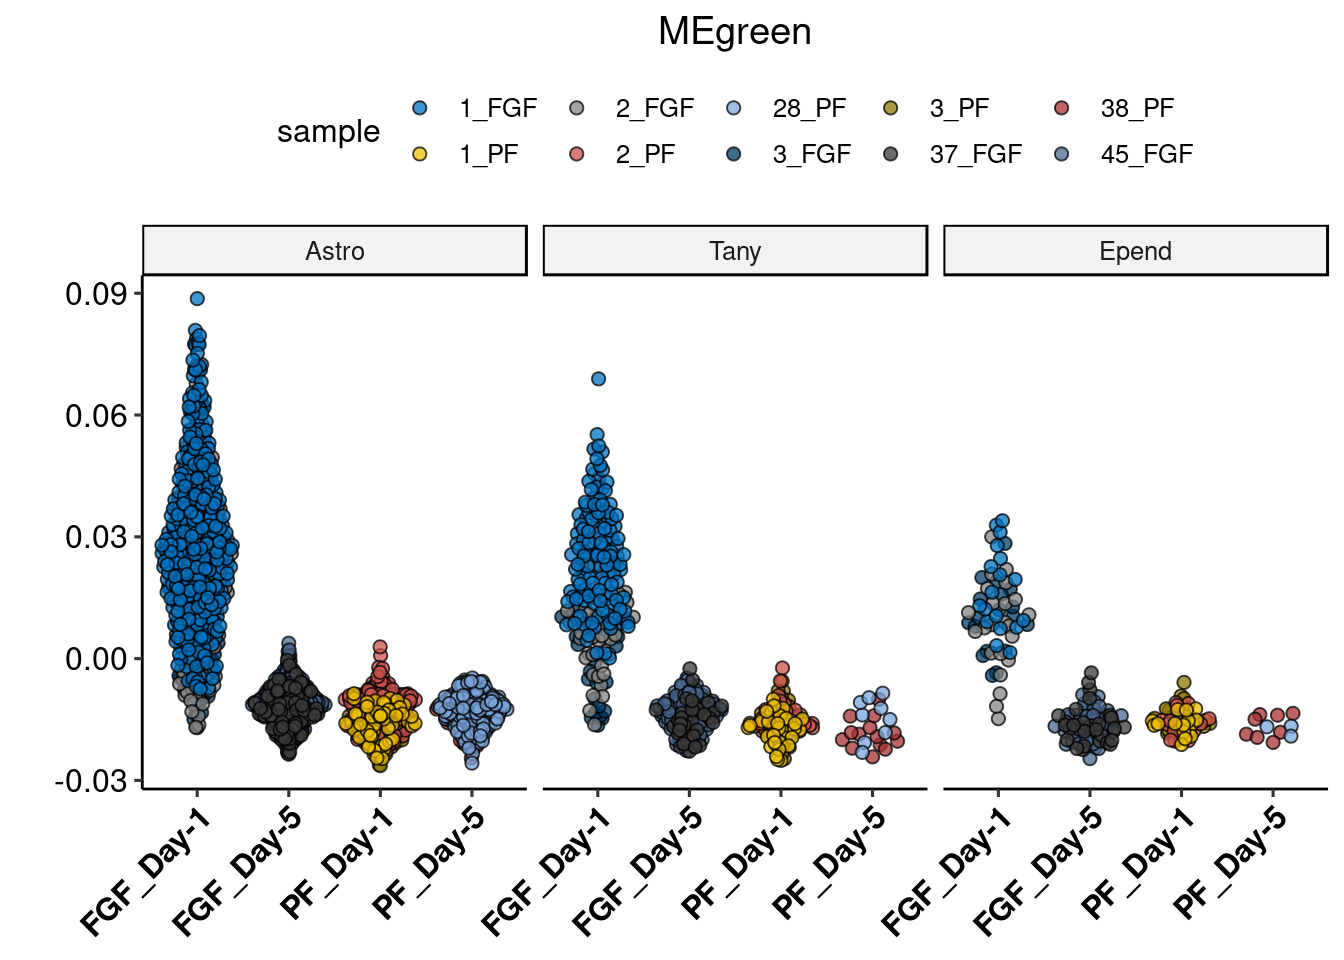 MEgreen
sample
1_FGF 2_FGF 28_PF 3_PF 38_PF
1_PF 2_PF 3_FGF 37_FGF 45_FGF
Astro Tany Epend
0.09
0.06
0.03
0.00
-0.03
FGF_Day-1 FGF_Day-5 PF_Day-1 PF_Day-5 FGF_Day-1 FGF_Day-5 PF_Day-1 PF_Day-5 FGF_Day-1 FGF_Day-5 PF_Day-1 PF_Day-5